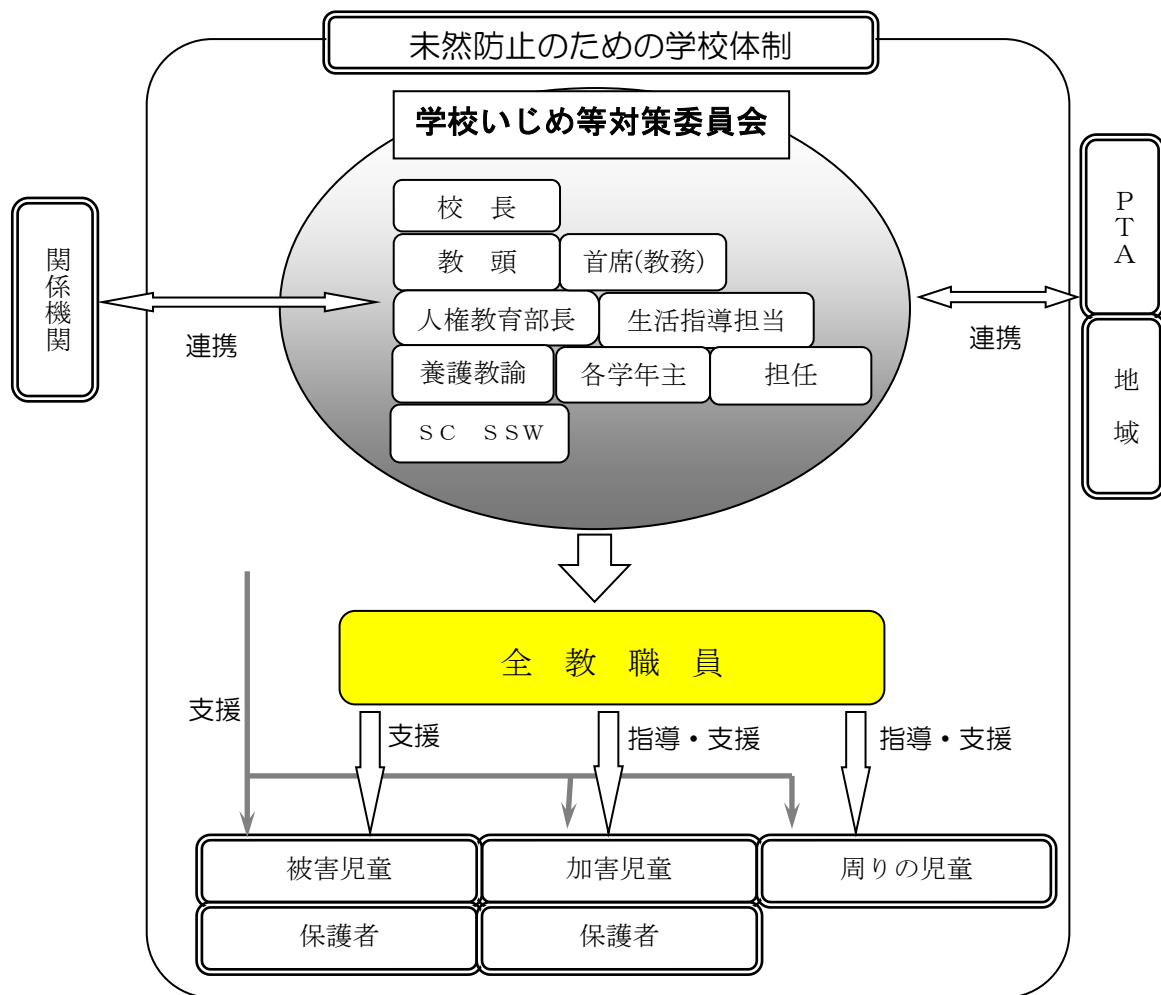 未然防止のための学校体制
学校いじめ等対策委員会
校　長
教　頭
首席(教務)
人権教育部長
生活指導担当
養護教諭
各学年主
担任
ＳＣ　ＳＳＷ
関係機関
連携
連携
ＰＴＡ
地　域
全　教　職　員
支援
支援
指導・支援
指導・支援
被害児童
加害児童
周りの児童
保護者
保護者